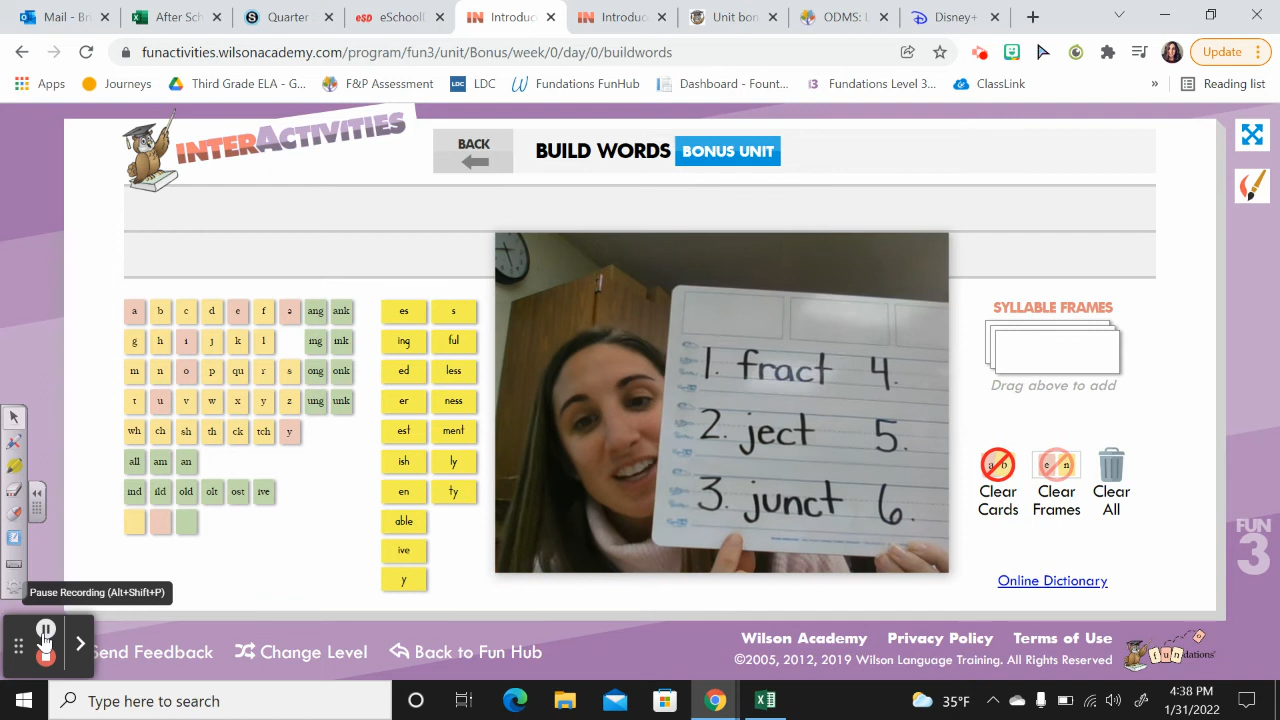 Mail - Br
After Sch
Quarter
eSD eSchooll
Introduc
Introduc
Unit bon
ODMS: L
Disney+
funactivities.wilsonacademy.com/program/fun3/unit/Bonus/week/0/day/0/buildwords
Update
Apps Journeys Third Grade ELA - G... F&P Assessment LDC LDC Fundations FunHub Dashboard - Fount... Fundations Level 3... ClassLink » Reading list
INTERACTIVITIES
BACK
BUILD WORDS BONUS UNIT
a b c d e f ə ang ank
g h i j k l ing ink
m n o p qu r s ong onk
t u v w x y z ung unk
wh ch sh th ck tch y
all am an
ind ild old olt ost ive
es s
ing ful
ed less
er ness
est ment
ish ly
en ty
able
ive
y
1. fract 4.
2. ject 5.
3. junct 6.
SYLLABLE FRAMES
Drag above to add
a b
e n
Clear Cards
Clear Frames
Clear All
Online Dictionary
FUN 3
Pause Recording (Alt+Shift+P)
Send Feedback Change Level Back to Fun Hub
Wilson Academy Privacy Policy Terms of Use
©2005, 2012, 2019 Wilson Language Training. All Rights Reserved
fundations
Type here to search
35°F
4:38 PM
1/31/2022